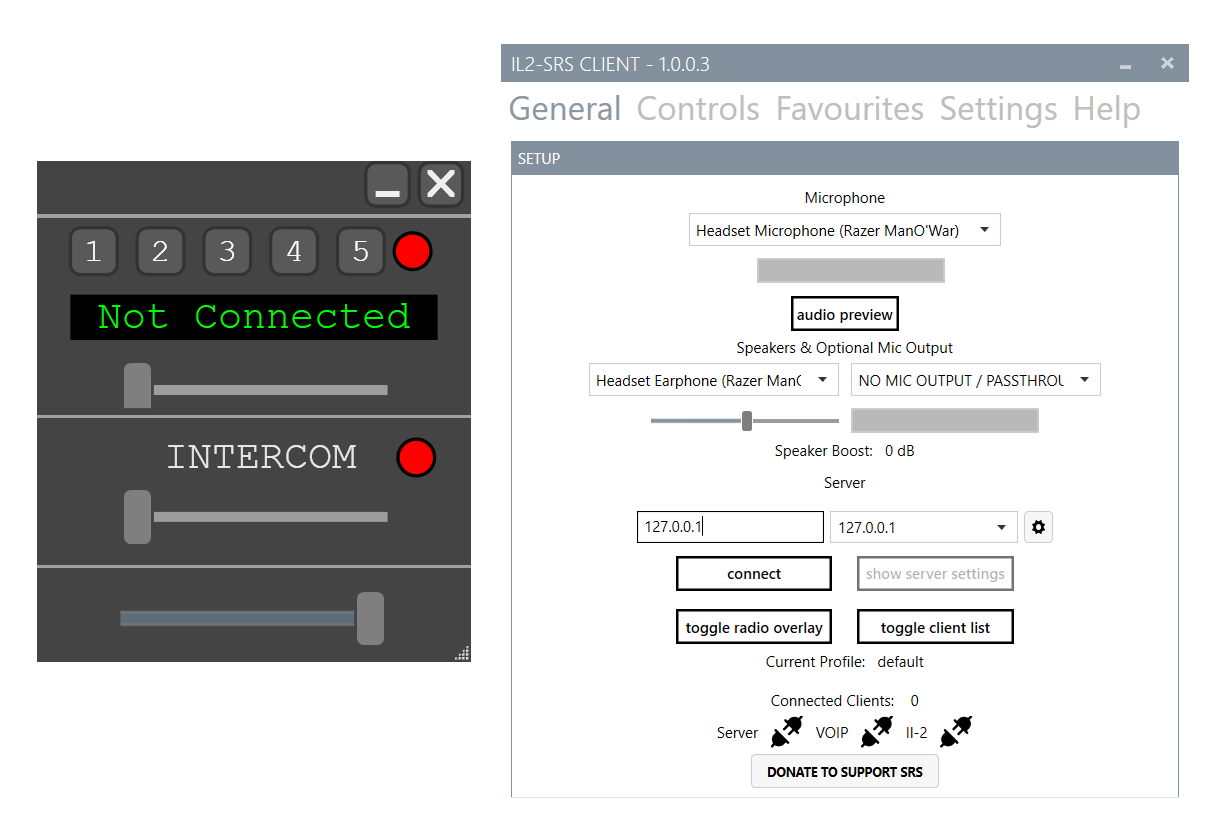 1 2 3 4 5
Not Connected
INTERCOM
IL2-SRS CLIENT - 1.0.0.3
General Controls Favourites Settings Help
SETUP
Microphone
Headset Microphone (Razer ManO'War)
audio preview
Speakers & Optional Mic Output
Headset Earphone (Razer Man NO MIC OUTPUT / PASSTHROU
Speaker Boost: 0 dB
Server
127.0.0.1 127.0.0.1
connect show server settings
toggle radio overlay toggle client list
Current Profile: default
Connected Clients: 0
Server VOIP Il-2
DONATE TO SUPPORT SRS